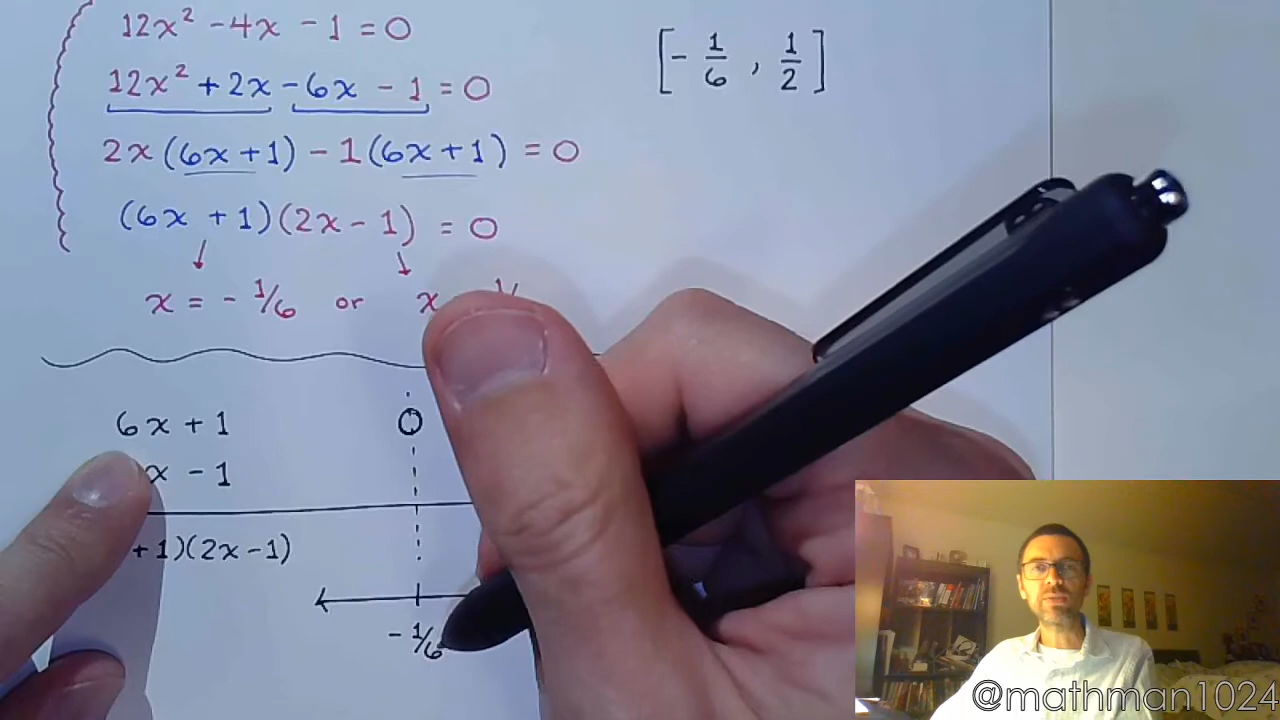 12x² - 4x - 1 = 0
12x² + 2x - 6x - 1 = 0
2x(6x + 1) - 1(6x + 1) = 0
(6x + 1)(2x - 1) = 0
x = - 1/6 or x
[- 1/6 , 1/2]
6x + 1 0
x - 1
+ 1)(2x - 1)
- 1/6
@mathman1024